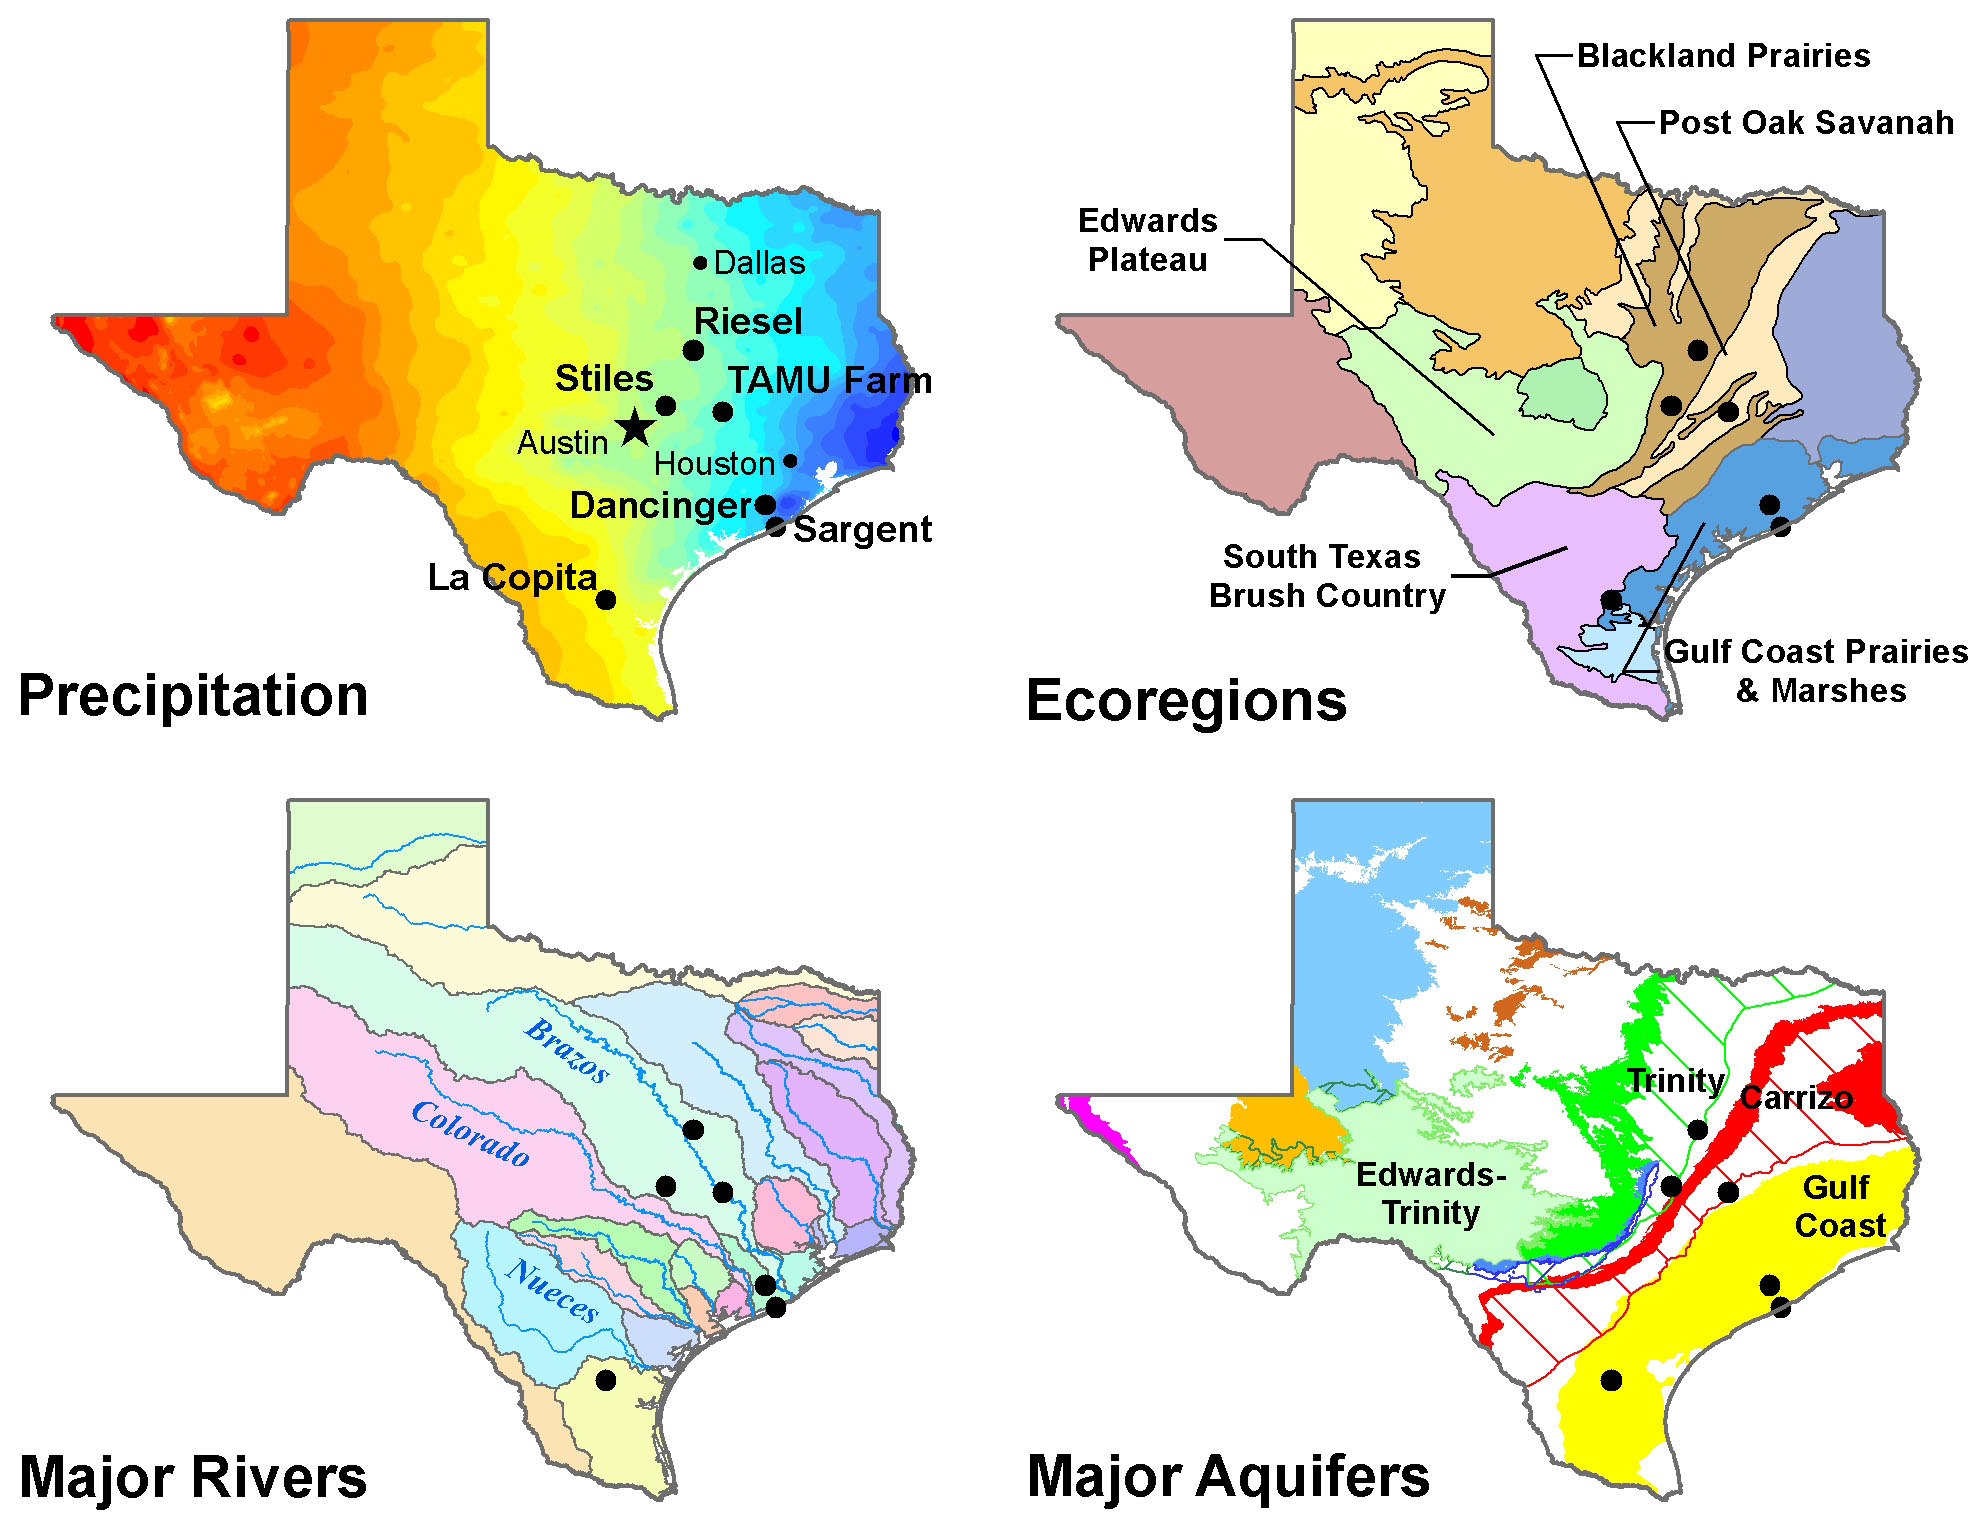 Dallas
Riesel
Stiles
TAMU Farm
Austin
Houston
Dancinger
Sargent
La Copita
Precipitation
Blackland Prairies
Post Oak Savanah
Edwards
Plateau
South Texas
Brush Country
Gulf Coast Prairies
& Marshes
Ecoregions
Brazos
Colorado
Nueces
Major Rivers
Trinity
Carrizo
Edwards-
Trinity
Gulf
Coast
Major Aquifers